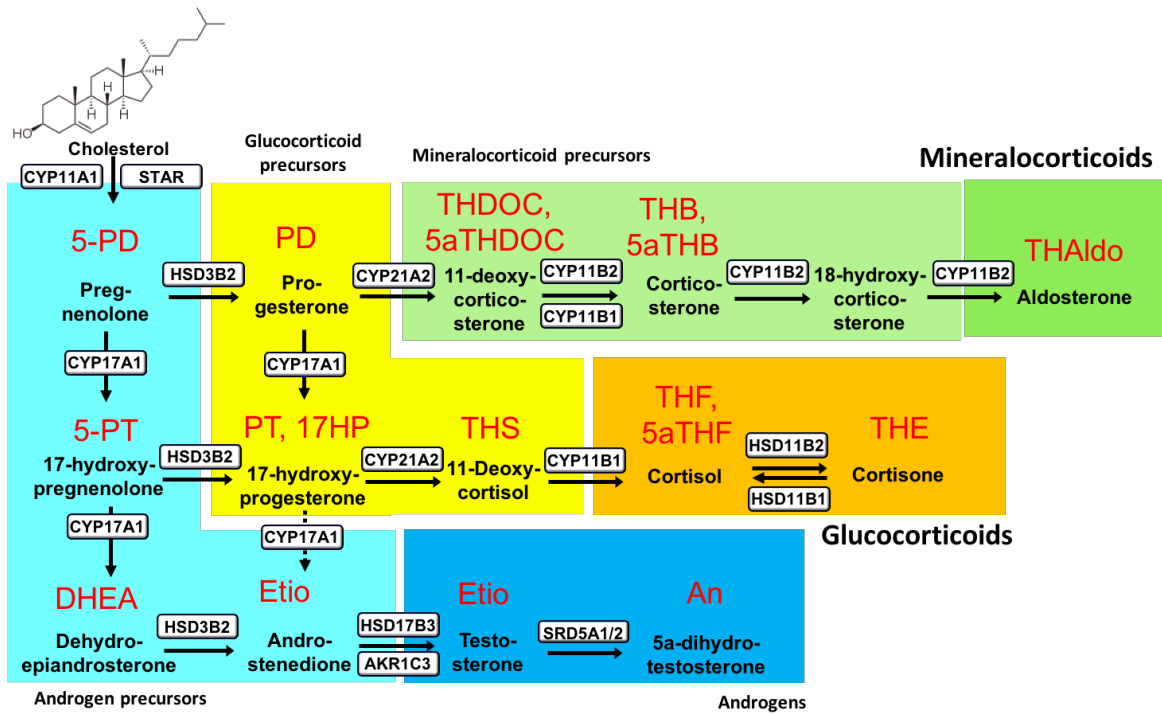 HO
H
H
H
H
Cholesterol
CYP11A1
STAR
Glucocorticoid
precursors
Mineralocorticoid precursors
Mineralocorticoids
5-PD
Preg-
nenolone
HSD3B2
PD
Pro-
gesterone
CYP21A2
THDOC,
5aTHDOC
11-deoxy-
cortico-
sterone
CYP11B2
CYP11B1
THB,
5aTHB
Cortico-
sterone
CYP11B2
18-hydroxy-
cortico-
sterone
CYP11B2
THAldo
Aldosterone
CYP17A1
CYP17A1
5-PT
17-hydroxy-
pregnenolone
HSD3B2
PT, 17HP
17-hydroxy-
progesterone
CYP21A2
THS
11-Deoxy-
cortisol
CYP11B1
THF,
5aTHF
Cortisol
HSD11B2
HSD11B1
THE
Cortisone
CYP17A1
CYP17A1
Glucocorticoids
DHEA
Dehydro-
epiandrosterone
HSD3B2
Etio
Andro-
stenedione
HSD17B3
AKR1C3
Etio
Testo-
sterone
SRD5A1/2
An
5a-dihydro-
testosterone
Androgen precursors
Androgens